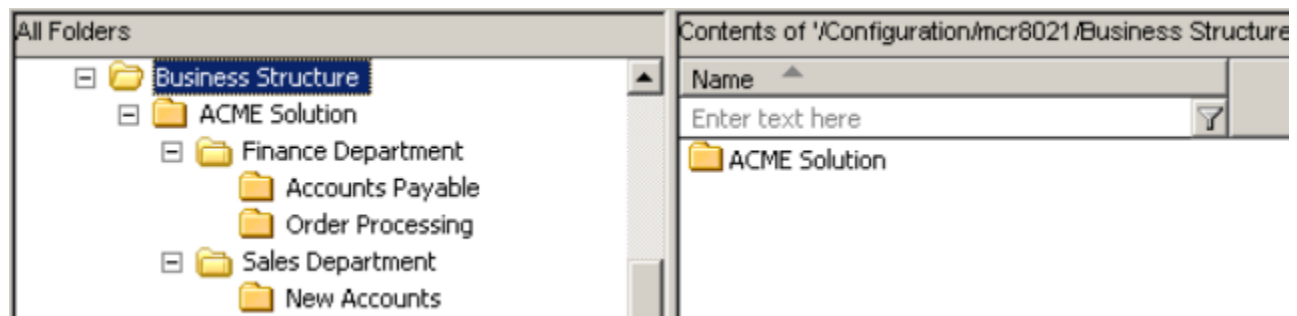 All Folders
Business Structure
ACME Solution
Finance Department
Accounts Payable
Order Processing
Sales Department
New Accounts
Contents of '/Configuration/mcr8021/Business Structure
Name
Enter text here
ACME Solution